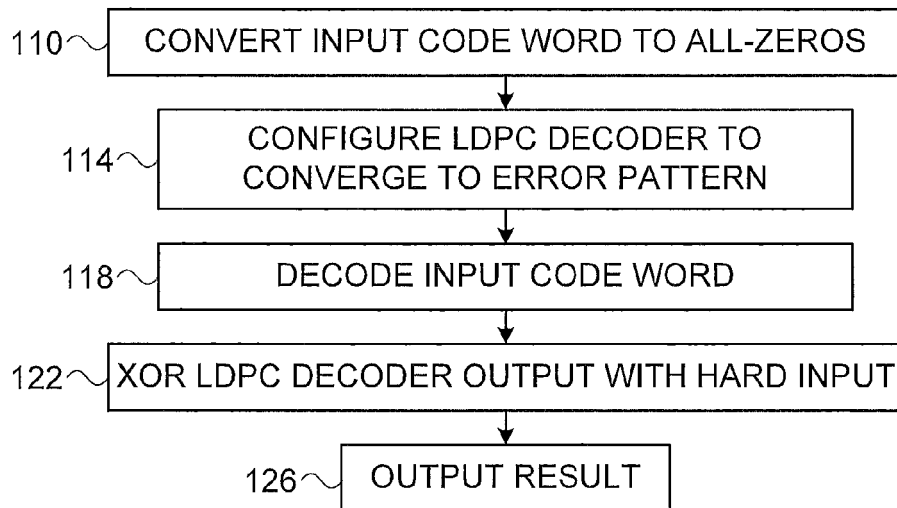 110 CONVERT INPUT CODE WORD TO ALL-ZEROS
114 CONFIGURE LDPC DECODER TO
CONVERGE TO ERROR PATTERN
118 DECODE INPUT CODE WORD
122 XOR LDPC DECODER OUTPUT WITH HARD INPUT
126 OUTPUT RESULT